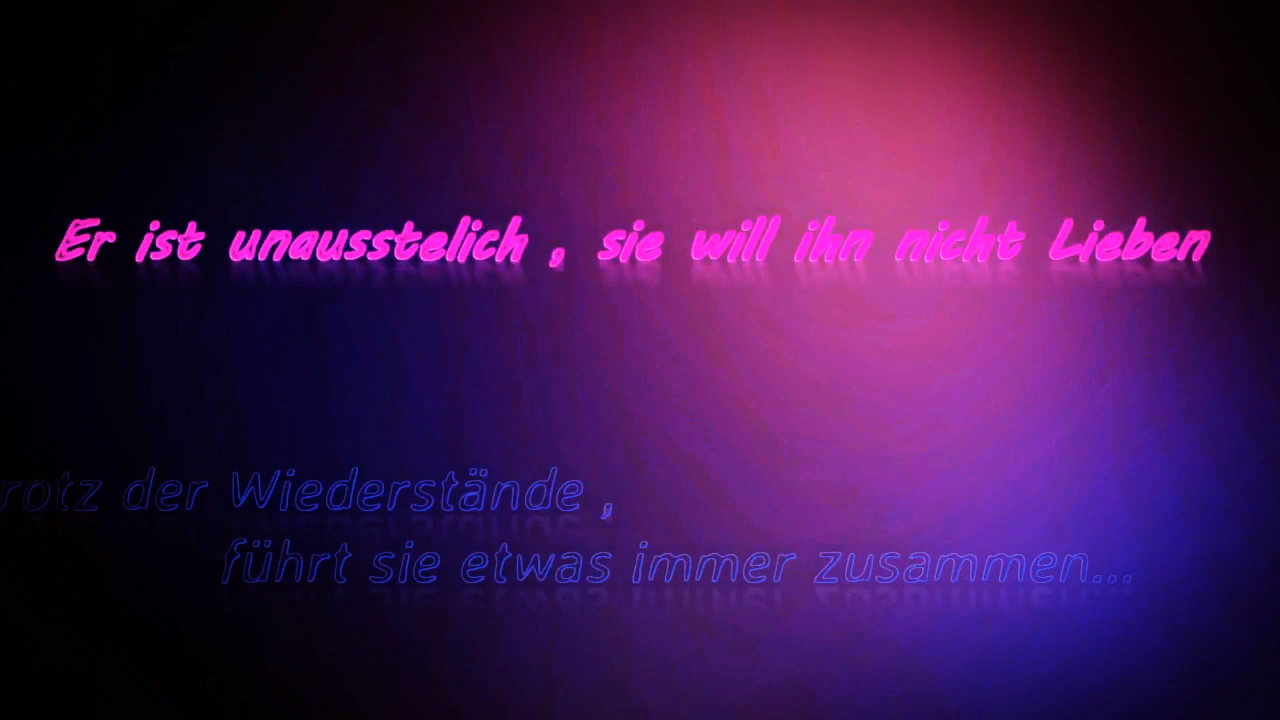 Er ist unausstelich , sie will ihn nicht Lieben
rotz der Wiederstände ,
führt sie etwas immer zusammen...